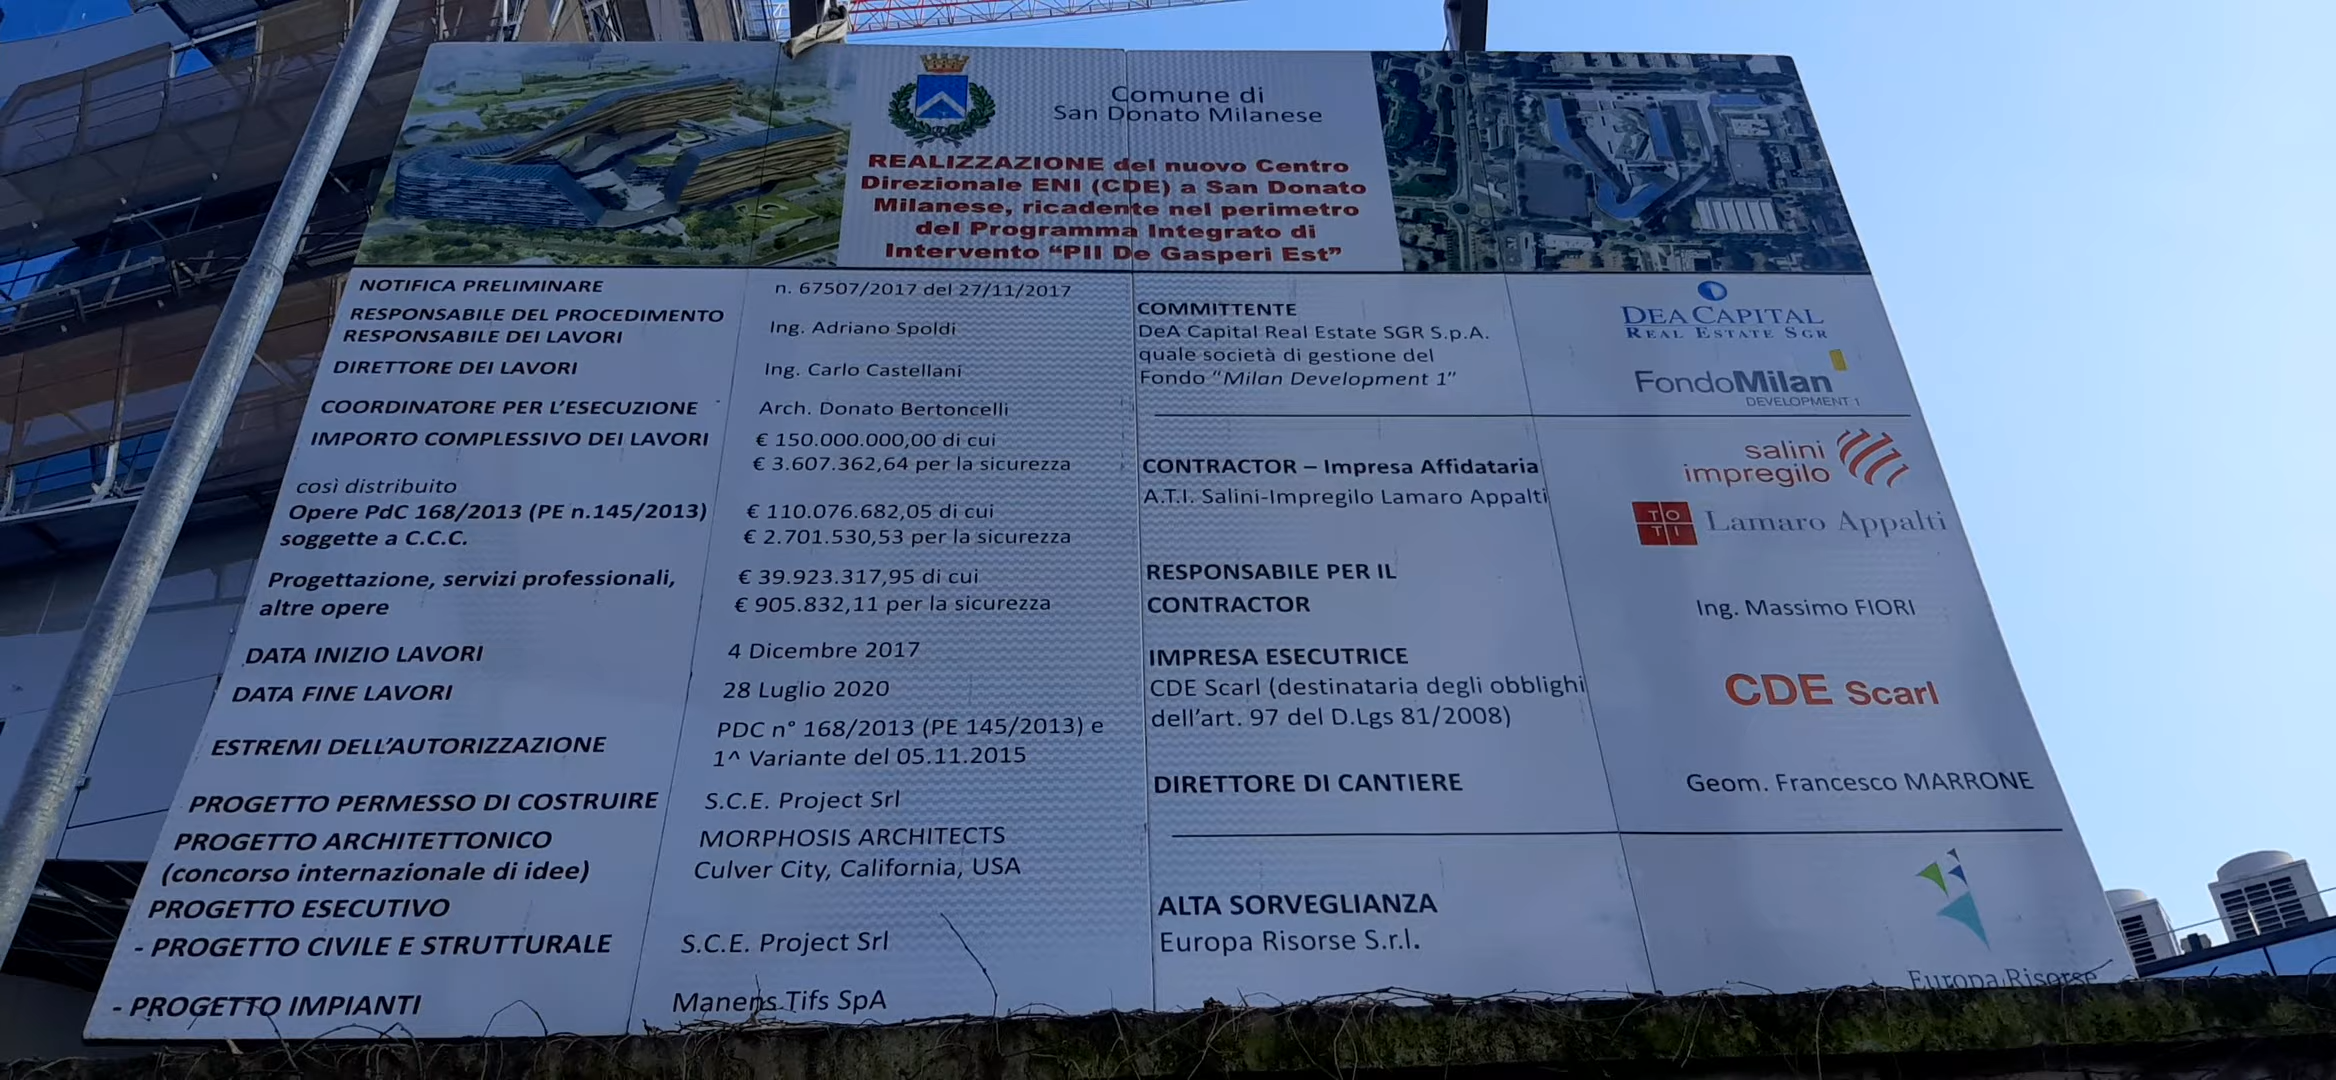 Comune di
San Donato Milanese
REALIZZAZIONE del nuovo Centro
Direzionale ENI (CDE) a San Donato
Milanese, ricadente nel perimetro
del Programma Integrato di
Intervento “PII De Gasperi Est”
NOTIFICA PRELIMINARE n. 67507/2017 del 27/11/2017
RESPONSABILE DEL PROCEDIMENTO
RESPONSABILE DEI LAVORI
Ing. Adriano Spoldi
DIRETTORE DEI LAVORI Ing. Carlo Castellani
COORDINATORE PER L’ESECUZIONE Arch. Donato Bertoncelli
IMPORTO COMPLESSIVO DEI LAVORI € 150.000.000,00 di cui
€ 3.607.362,64 per la sicurezza
così distribuito
Opere PdC 168/2013 (PE n.145/2013) € 110.076.682,05 di cui
soggette a C.C.C. € 2.701.530,53 per la sicurezza
Progettazione, servizi professionali, € 39.923.317,95 di cui
altre opere € 905.832,11 per la sicurezza
DATA INIZIO LAVORI 4 Dicembre 2017
DATA FINE LAVORI 28 Luglio 2020
ESTREMI DELL’AUTORIZZAZIONE PDC n° 168/2013 (PE 145/2013) e
1^ Variante del 05.11.2015
PROGETTO PERMESSO DI COSTRUIRE S.C.E. Project Srl
PROGETTO ARCHITETTONICO MORPHOSIS ARCHITECTS
(concorso internazionale di idee) Culver City, California, USA
PROGETTO ESECUTIVO
- PROGETTO CIVILE E STRUTTURALE S.C.E. Project Srl
- PROGETTO IMPIANTI Manens Tifs SpA
COMMITTENTE
DeA Capital Real Estate SGR S.p.A.
quale società di gestione del
Fondo “Milan Development 1”
DEA CAPITAL
REAL ESTATE SGR
FondoMilan
DEVELOPMENT 1
CONTRACTOR – Impresa Affidataria
A.T.I. Salini-Impregilo Lamaro Appalti
salini
impregilo
TO
TI
Lamaro Appalti
RESPONSABILE PER IL
CONTRACTOR
Ing. Massimo FIORI
IMPRESA ESECUTRICE
CDE Scarl (destinataria degli obblighi
dell’art. 97 del D.Lgs 81/2008)
CDE Scarl
DIRETTORE DI CANTIERE Geom. Francesco MARRONE
ALTA SORVEGLIANZA
Europa Risorse S.r.l.
Europa Risorse